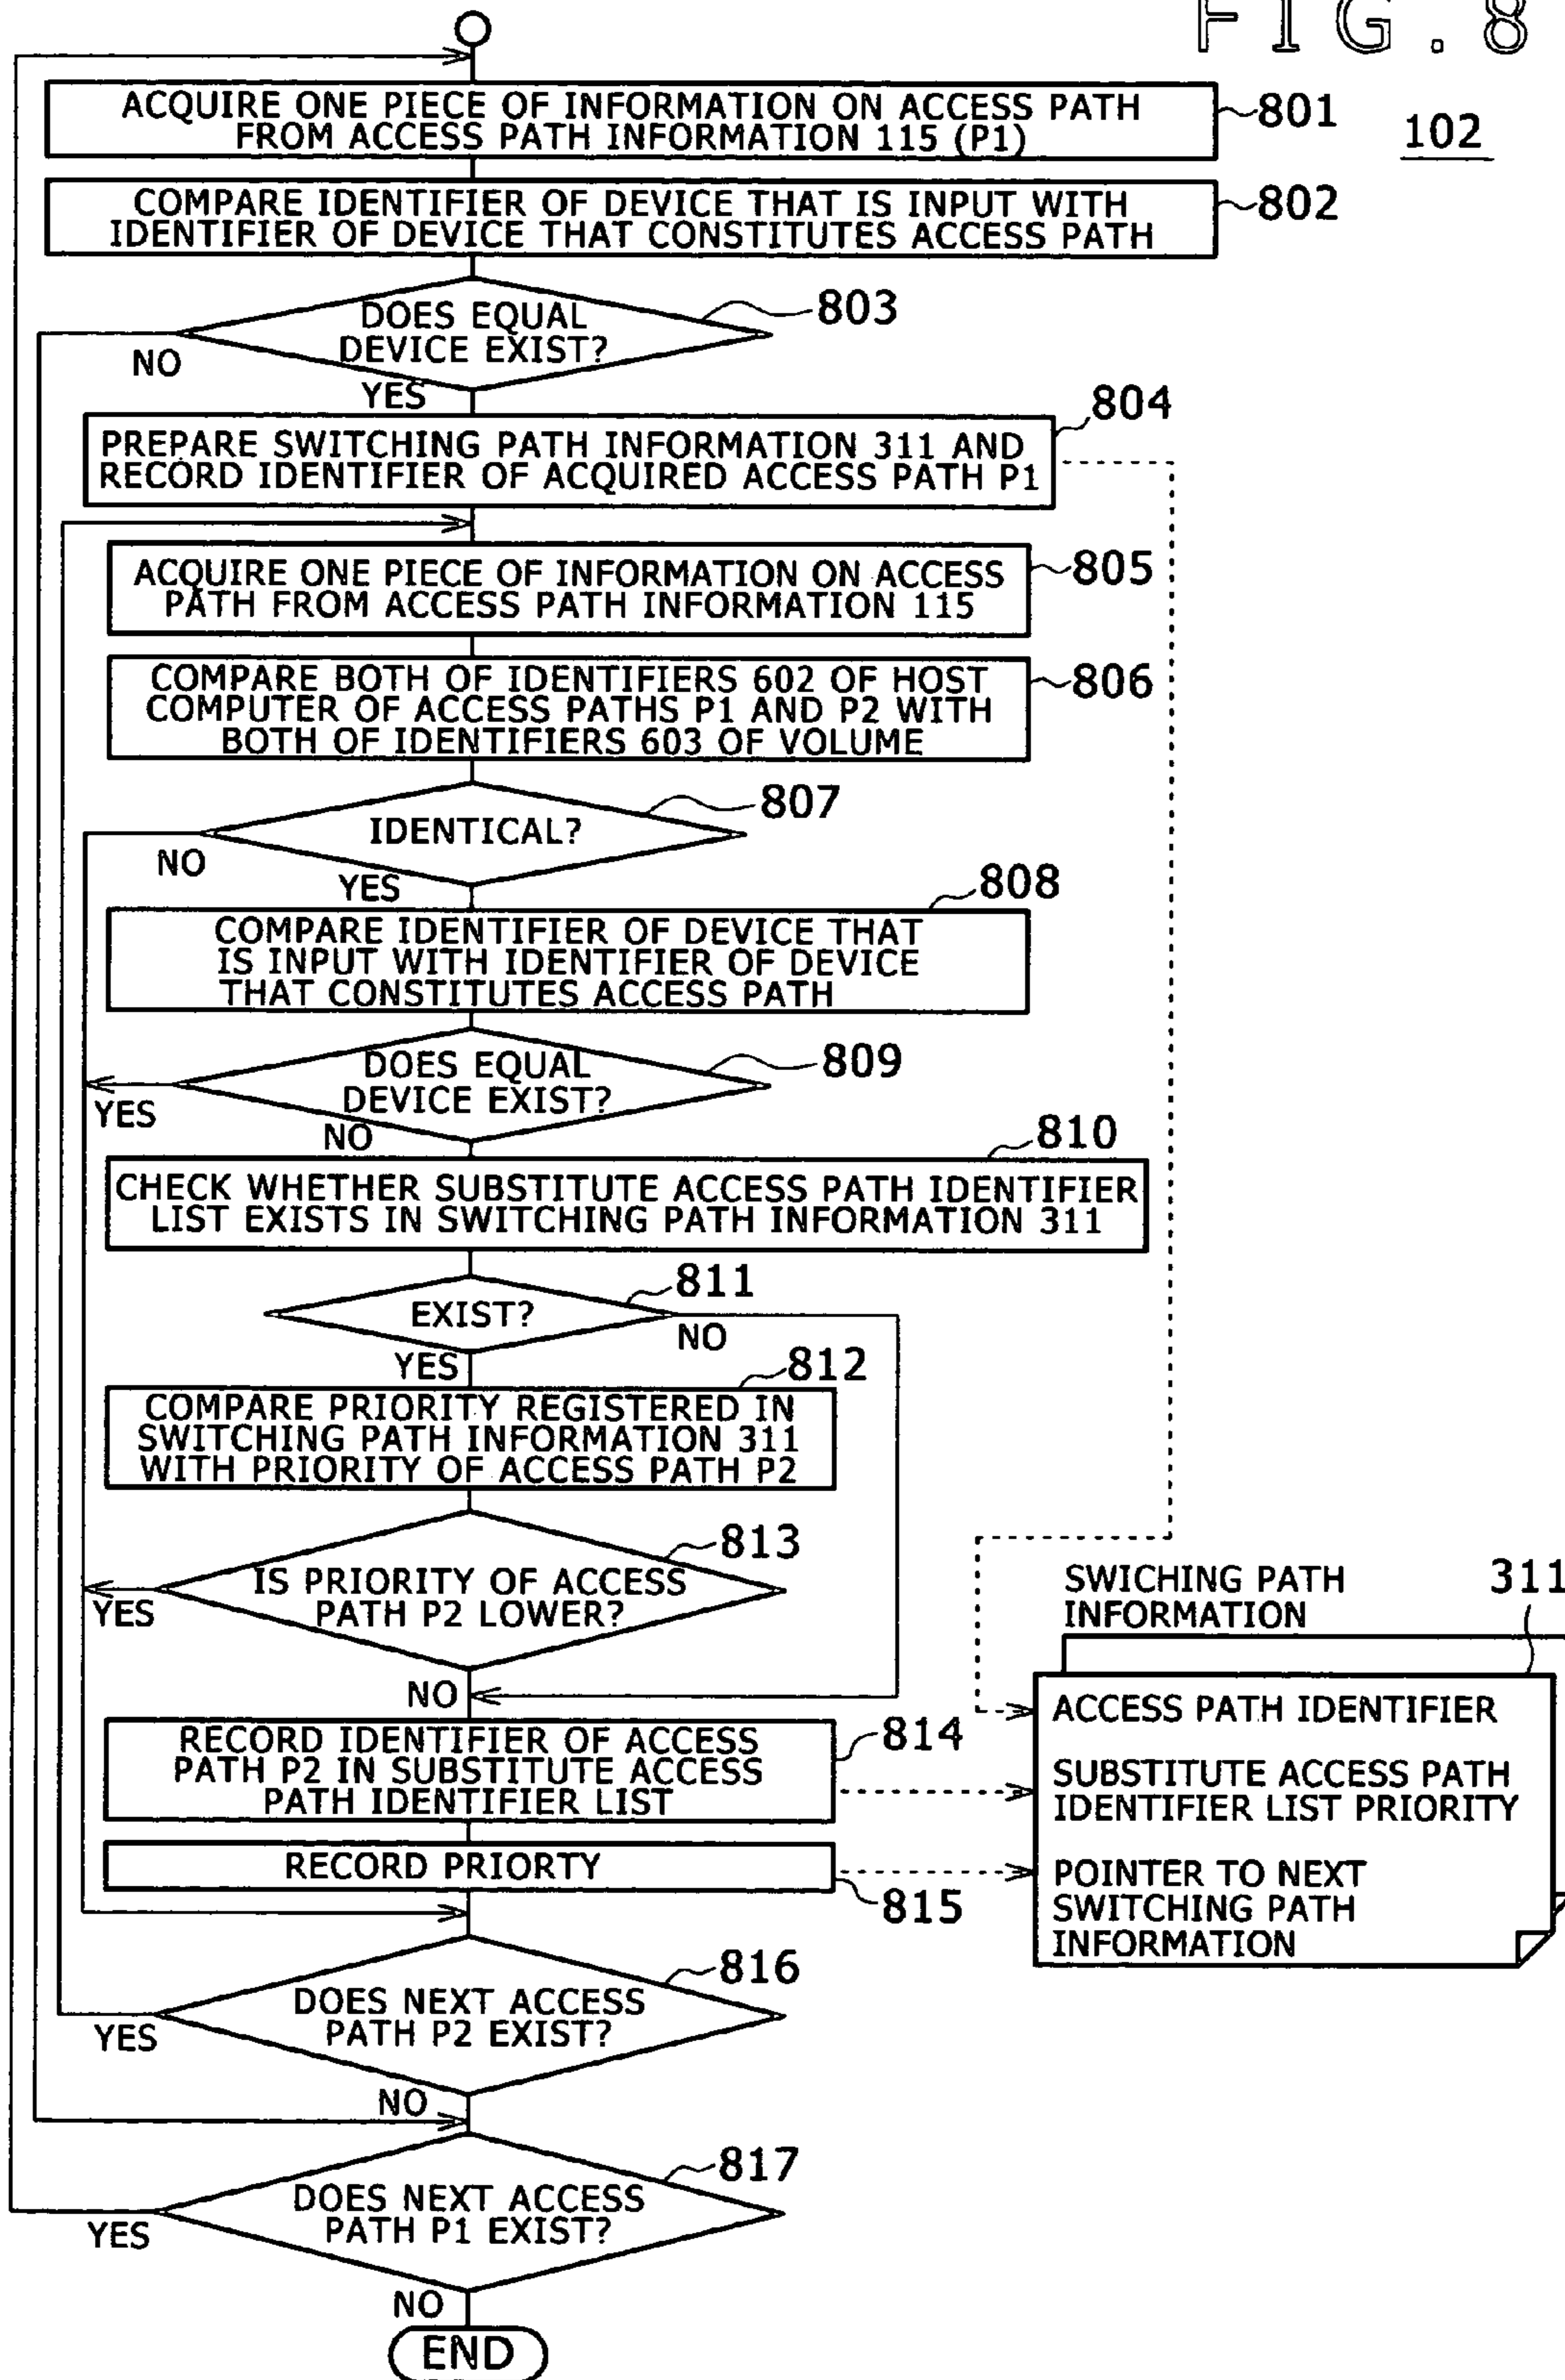 FIG. 8
102
ACQUIRE ONE PIECE OF INFORMATION ON ACCESS PATH
FROM ACCESS PATH INFORMATION 115 (P1)
801
COMPARE IDENTIFIER OF DEVICE THAT IS INPUT WITH
IDENTIFIER OF DEVICE THAT CONSTITUTES ACCESS PATH
802
DOES EQUAL
DEVICE EXIST?
803
NO
YES
PREPARE SWITCHING PATH INFORMATION 311 AND
RECORD IDENTIFIER OF ACQUIRED ACCESS PATH P1
804
ACQUIRE ONE PIECE OF INFORMATION ON ACCESS
PATH FROM ACCESS PATH INFORMATION 115
805
COMPARE BOTH OF IDENTIFIERS 602 OF HOST
COMPUTER OF ACCESS PATHS P1 AND P2 WITH
BOTH OF IDENTIFIERS 603 OF VOLUME
806
IDENTICAL?
807
NO
YES
COMPARE IDENTIFIER OF DEVICE THAT
IS INPUT WITH IDENTIFIER OF DEVICE
THAT CONSTITUTES ACCESS PATH
808
DOES EQUAL
DEVICE EXIST?
809
YES
NO
CHECK WHETHER SUBSTITUTE ACCESS PATH IDENTIFIER
LIST EXISTS IN SWITCHING PATH INFORMATION 311
810
EXIST?
811
NO
YES
COMPARE PRIORITY REGISTERED IN
SWITCHING PATH INFORMATION 311
WITH PRIORITY OF ACCESS PATH P2
812
IS PRIORITY OF ACCESS
PATH P2 LOWER?
813
YES
NO
RECORD IDENTIFIER OF ACCESS
PATH P2 IN SUBSTITUTE ACCESS
PATH IDENTIFIER LIST
814
RECORD PRIORTY
815
SWICHING PATH
INFORMATION
311
ACCESS PATH IDENTIFIER
SUBSTITUTE ACCESS PATH
IDENTIFIER LIST PRIORITY
POINTER TO NEXT
SWITCHING PATH
INFORMATION
DOES NEXT ACCESS
PATH P2 EXIST?
816
YES
NO
DOES NEXT ACCESS
PATH P1 EXIST?
817
YES
NO
END